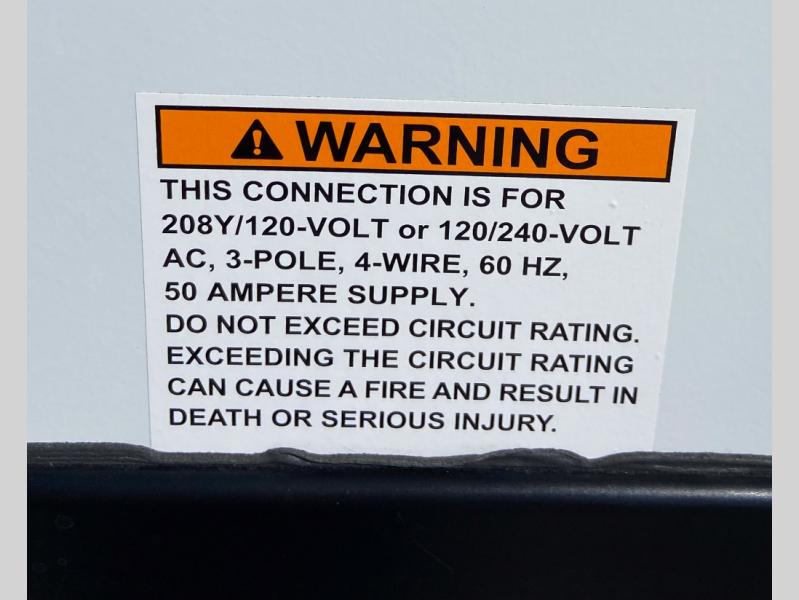 WARNING
THIS CONNECTION IS FOR
208Y/120-VOLT or 120/240-VOLT
AC, 3-POLE, 4-WIRE, 60 HZ,
50 AMPERE SUPPLY.
DO NOT EXCEED CIRCUIT RATING.
EXCEEDING THE CIRCUIT RATING
CAN CAUSE A FIRE AND RESULT IN
DEATH OR SERIOUS INJURY.